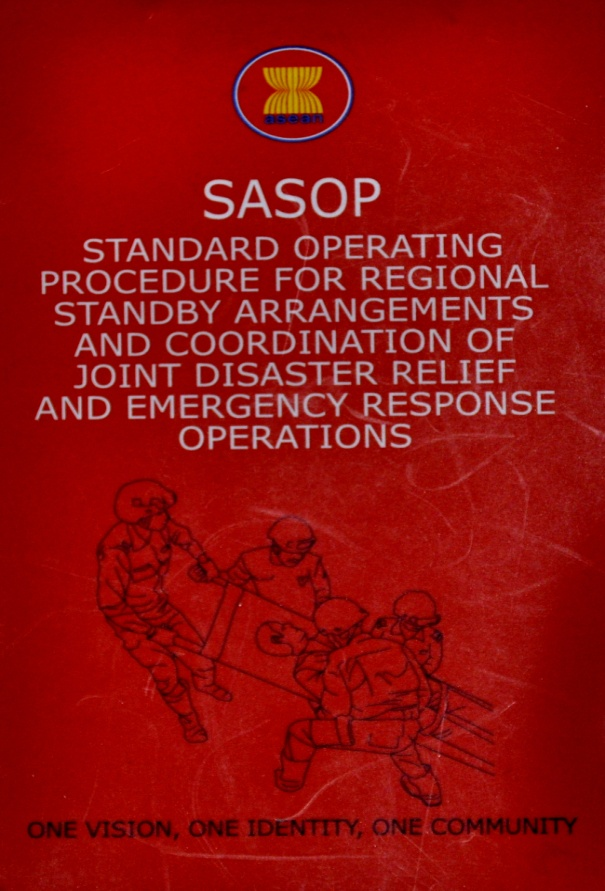 asean
SASOP
STANDARD OPERATING
PROCEDURE FOR REGIONAL
STANDBY ARRANGEMENTS
AND COORDINATION OF
JOINT DISASTER RELIEF
AND EMERGENCY RESPONSE
OPERATIONS
ONE VISION, ONE IDENTITY, ONE COMMUNITY